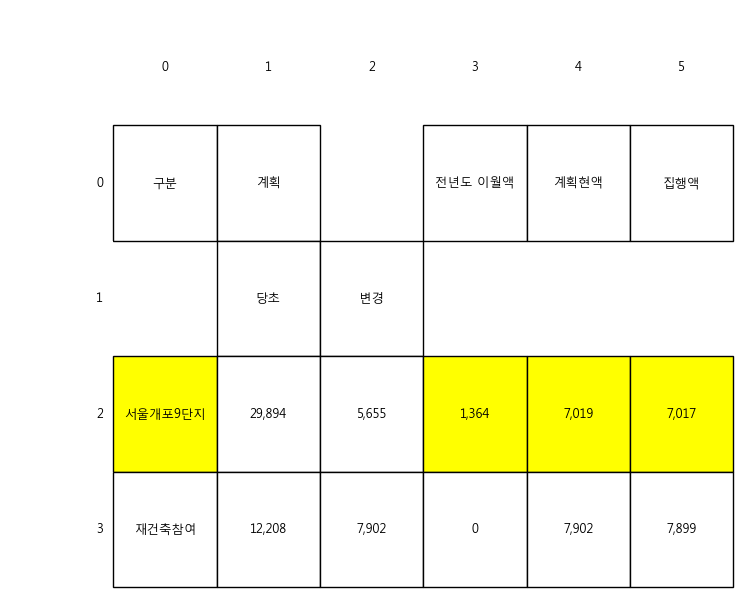 0 1 2 3 4 5
0 구분 계획 전년도 이월액 계획현액 집행액
1 당초 변경
2 서울개포9단지 29,894 5,655 1,364 7,019 7,017
3 재건축참여 12,208 7,902 0 7,902 7,899